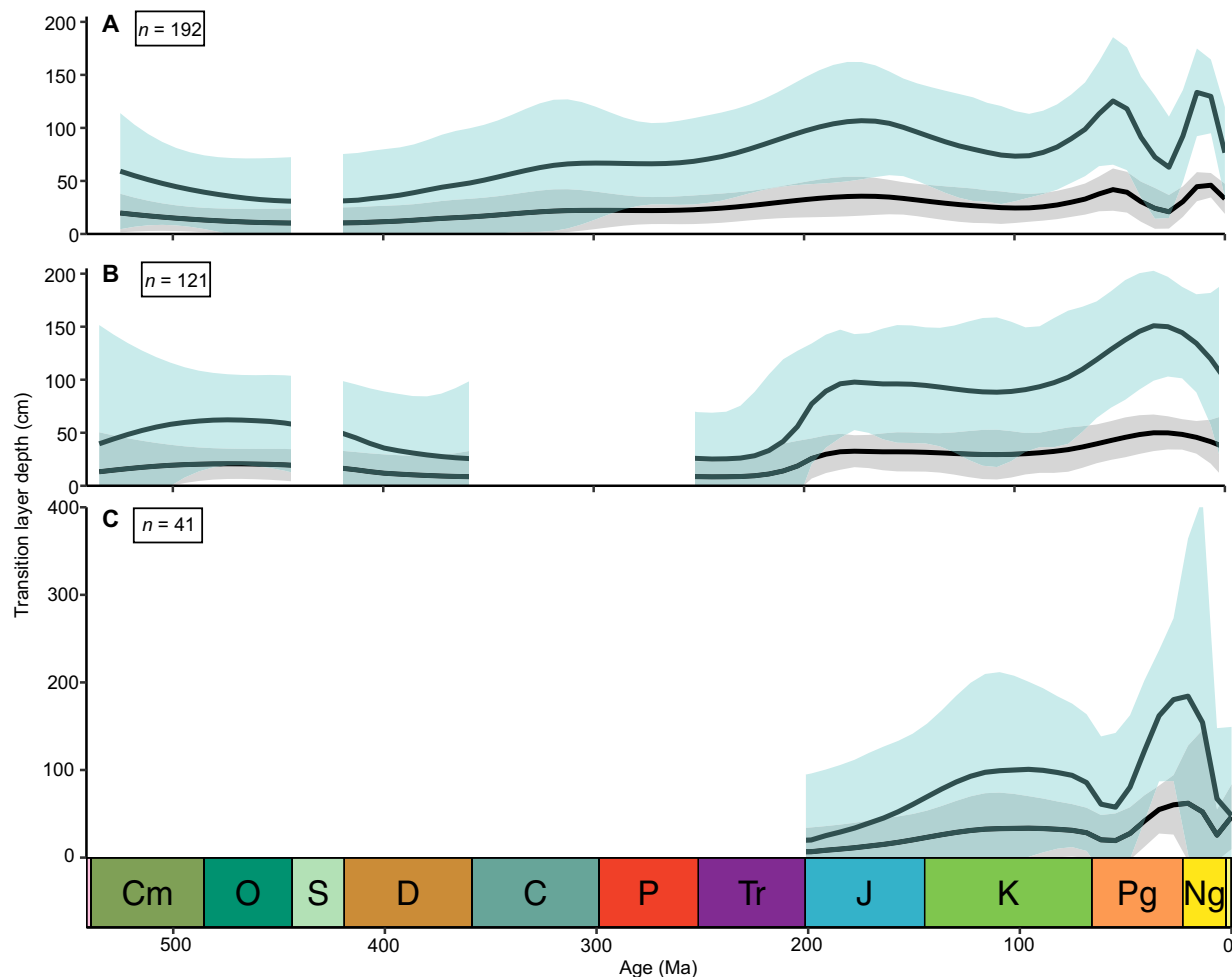 A
n = 192
200
150
100
50
0
B
n = 121
200
150
100
50
0
Transition layer depth (cm)
C
n = 41
400
300
200
100
0
Cm O S D C P Tr J K Pg Ng
500 400 300 200 100 0
Age (Ma)